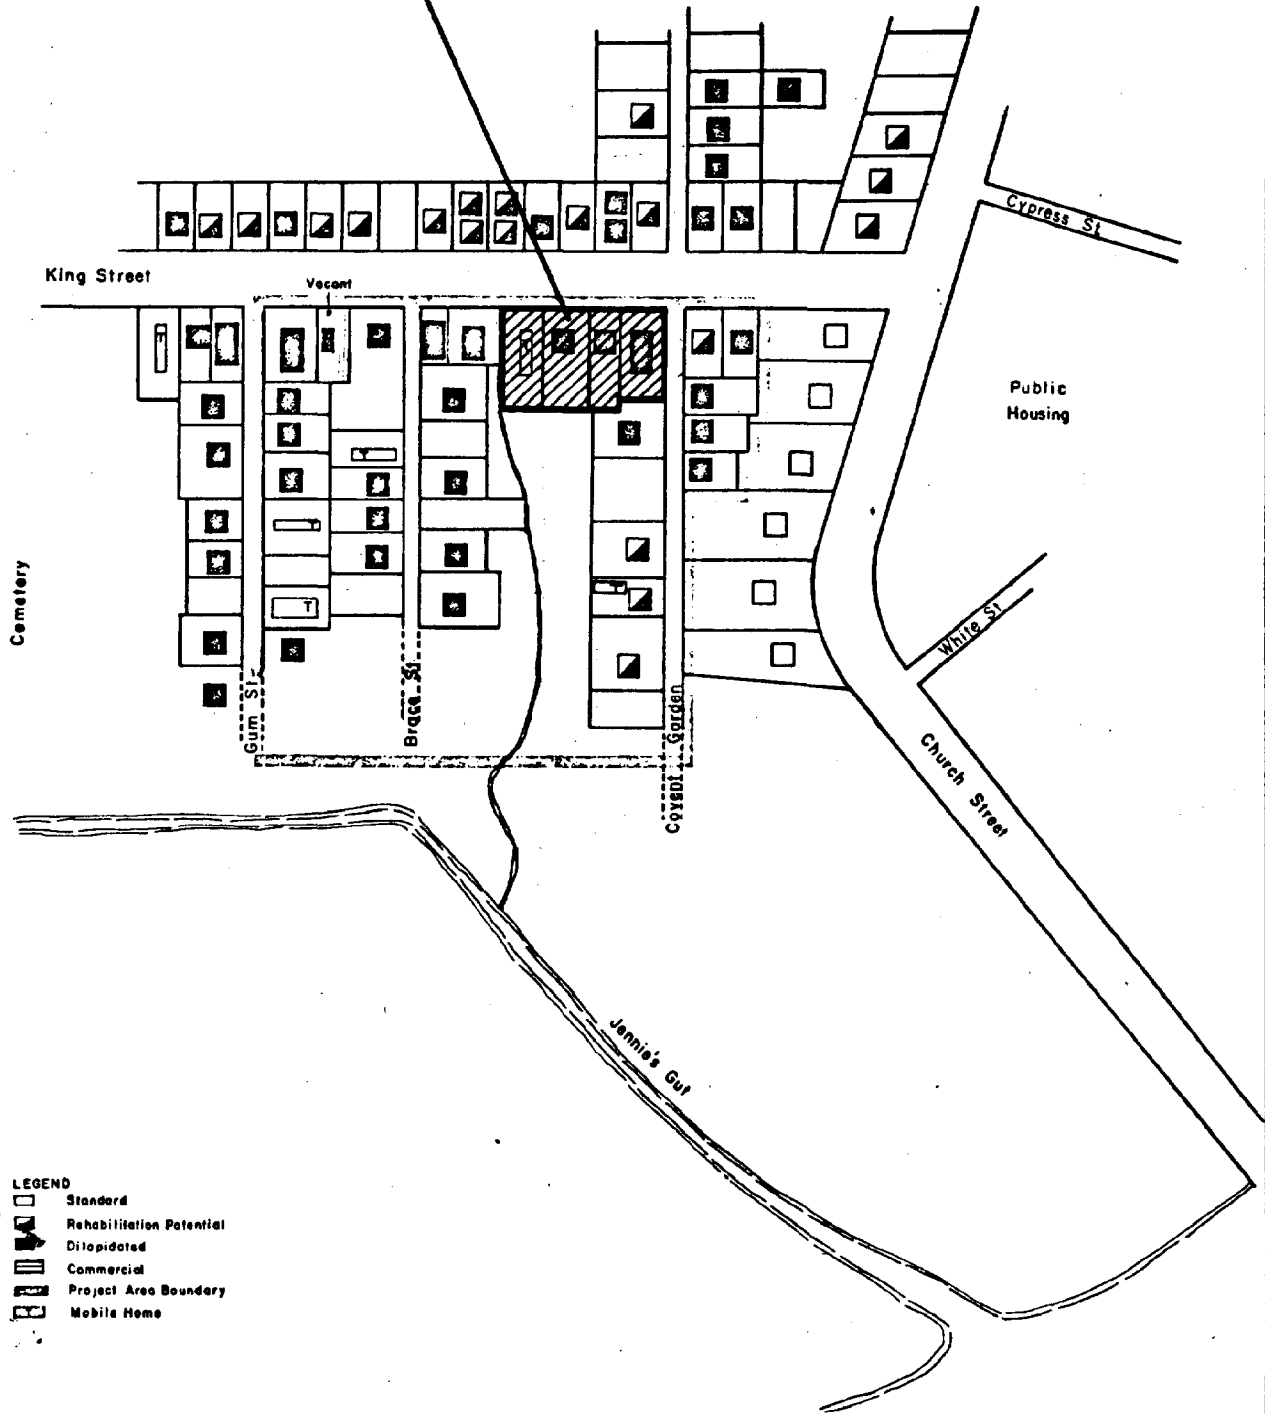 Cypress St
King Street
Vacant
Public
Housing
T
T
T
T
T
T
Cemetery
White St
Gum St
Brace St
Covent Garden
Church Street
Jennie's Gut
LEGEND
Standard
Rehabilitation Potential
Dilapidated
Commercial
Project Area Boundary
T Mobile Home